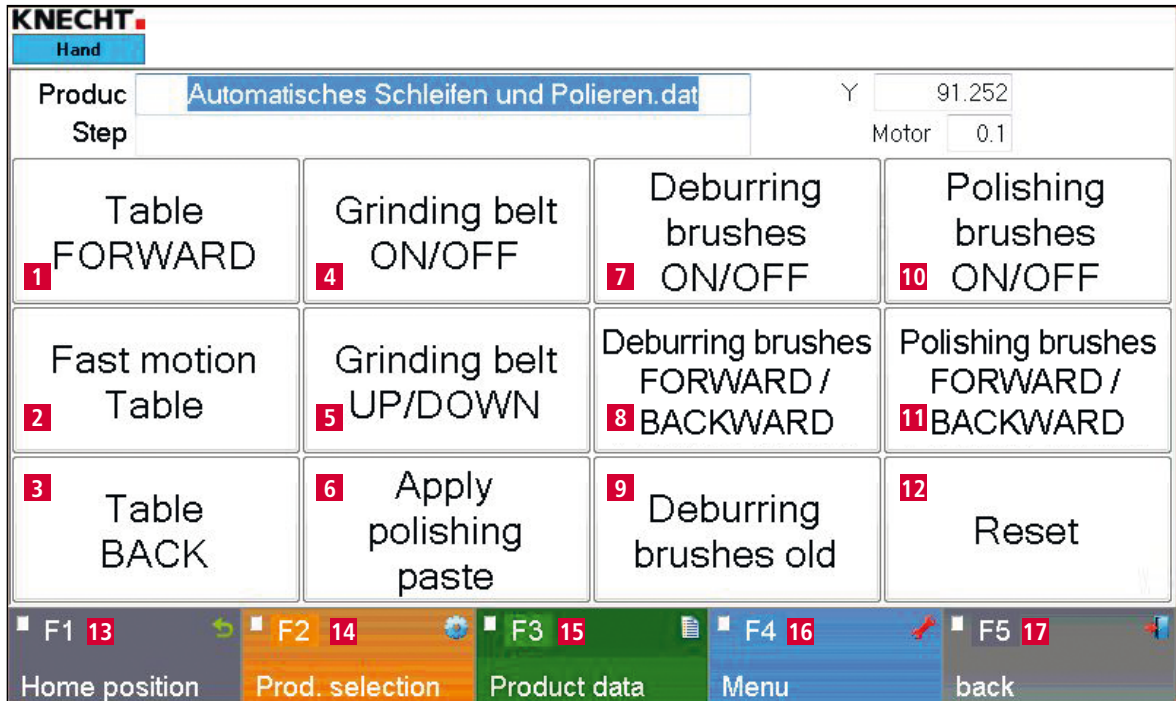 KNECHT
Hand
Produc Automatisches Schleifen und Polieren.dat Y 91.252
Step Motor 0.1
Table
FORWARD
1
Grinding belt
ON/OFF
4
Deburring
brushes
ON/OFF
7
Polishing
brushes
ON/OFF
10
Fast motion
Table
2
Grinding belt
UP/DOWN
5
Deburring brushes
FORWARD /
BACKWARD
8
Polishing brushes
FORWARD /
BACKWARD
11
3
Table
BACK
6
Apply
polishing
paste
9
Deburring
brushes old
12
Reset
F1 13
Home position
F2 14
Prod. selection
F3 15
Product data
F4 16
Menu
F5 17
back